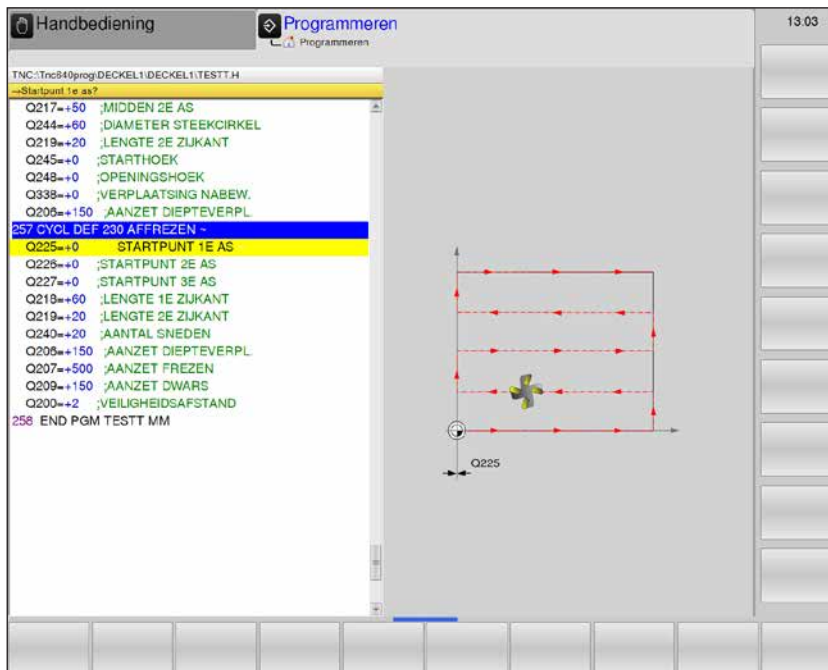 Handbediening
Programmeren
Programmeren
13:03
TNC:\Tnc640prog\DECKEL1\DECKEL1\TESTT.H
→Startpunt 1e as?
Q217=+50 ;MIDDEN 2E AS
Q244=+60 ;DIAMETER STEEKCIRKEL
Q219=+20 ;LENGTE 2E ZIJKANT
Q245=+0 ;STARTHOEK
Q248=+0 ;OPENINGSHOEK
Q338=+0 ;VERPLAATSING NABEW.
Q206=+150 ;AANZET DIEPTEVERPL.
257 CYCL DEF 230 AFFREZEN ~
Q225=+0 STARTPUNT 1E AS
Q226=+0 ;STARTPUNT 2E AS
Q227=+0 ;STARTPUNT 3E AS
Q218=+60 ;LENGTE 1E ZIJKANT
Q219=+20 ;LENGTE 2E ZIJKANT
Q240=+20 ;AANTAL SNEDEN
Q206=+150 ;AANZET DIEPTEVERPL.
Q207=+500 ;AANZET FREZEN
Q209=+150 ;AANZET DWARS
Q200=+2 ;VEILIGHEIDSAFSTAND
258 END PGM TESTT MM
Q225